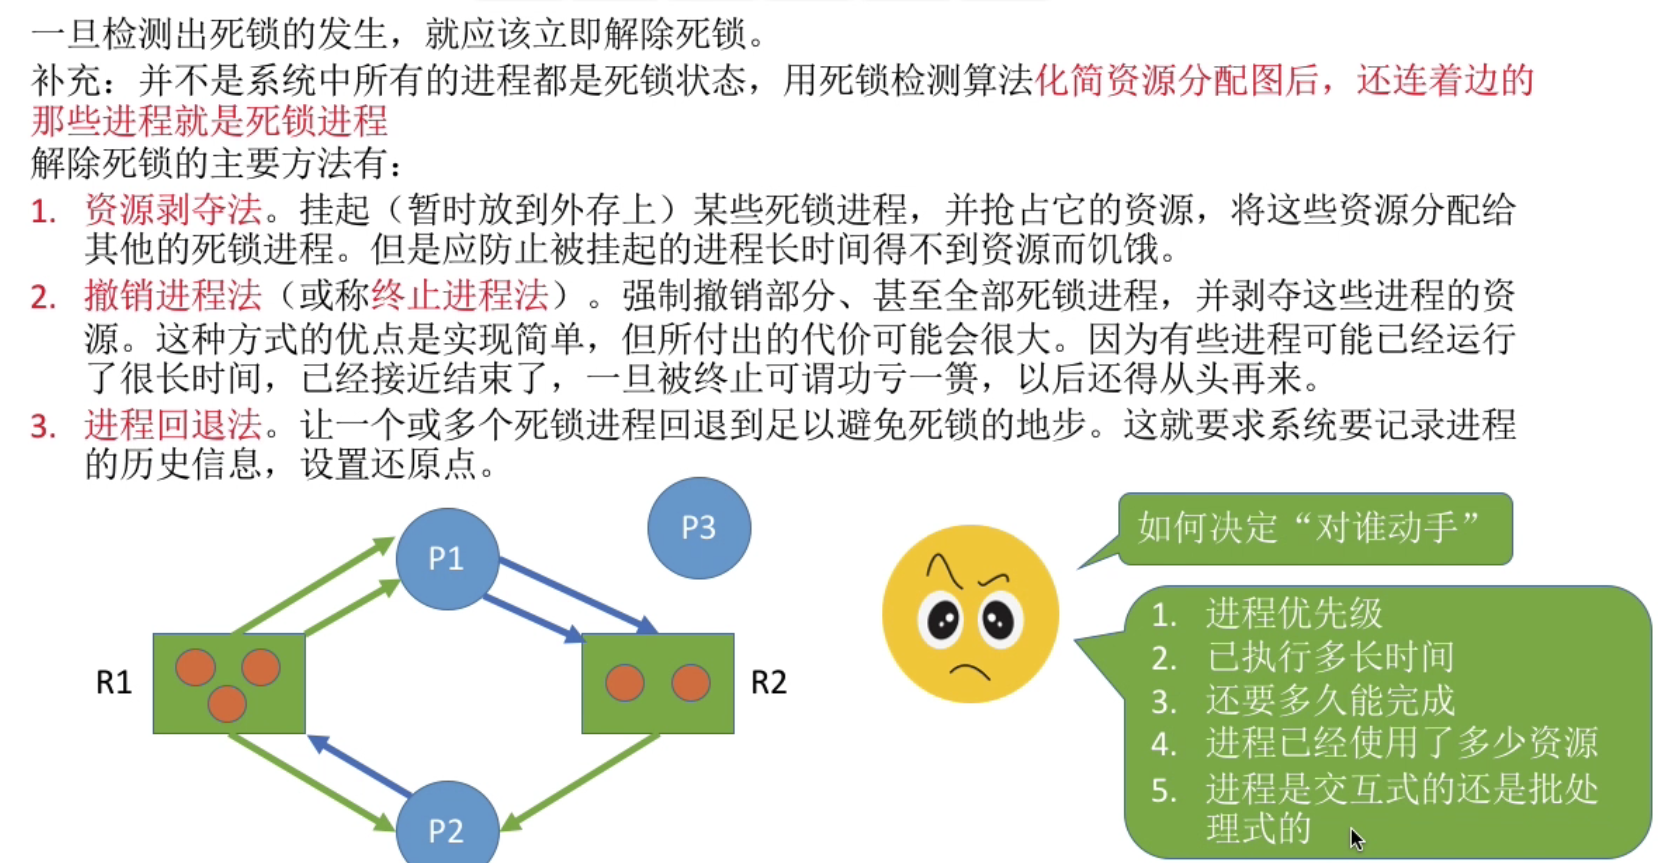 一旦检测出死锁的发生，就应该立即解除死锁。
补充：并不是系统中所有的进程都是死锁状态，用死锁检测算法化简资源分配图后，还连着边的
那些进程就是死锁进程
解除死锁的主要方法有：
1. 资源剥夺法。挂起（暂时放到外存上）某些死锁进程，并抢占它的资源，将这些资源分配给
其他的死锁进程。但是应防止被挂起的进程长时间得不到资源而饥饿。
2. 撤销进程法（或称终止进程法）。强制撤销部分、甚至全部死锁进程，并剥夺这些进程的资
源。这种方式的优点是实现简单，但所付出的代价可能会很大。因为有些进程可能已经运行
了很长时间，已经接近结束了，一旦被终止可谓功亏一篑，以后还得从头再来。
3. 进程回退法。让一个或多个死锁进程回退到足以避免死锁的地步。这就要求系统要记录进程
的历史信息，设置还原点。
P1
P3
R1
R2
P2
如何决定“对谁动手”
1. 进程优先级
2. 已执行多长时间
3. 还要多久能完成
4. 进程已经使用了多少资源
5. 进程是交互式的还是批处
理式的